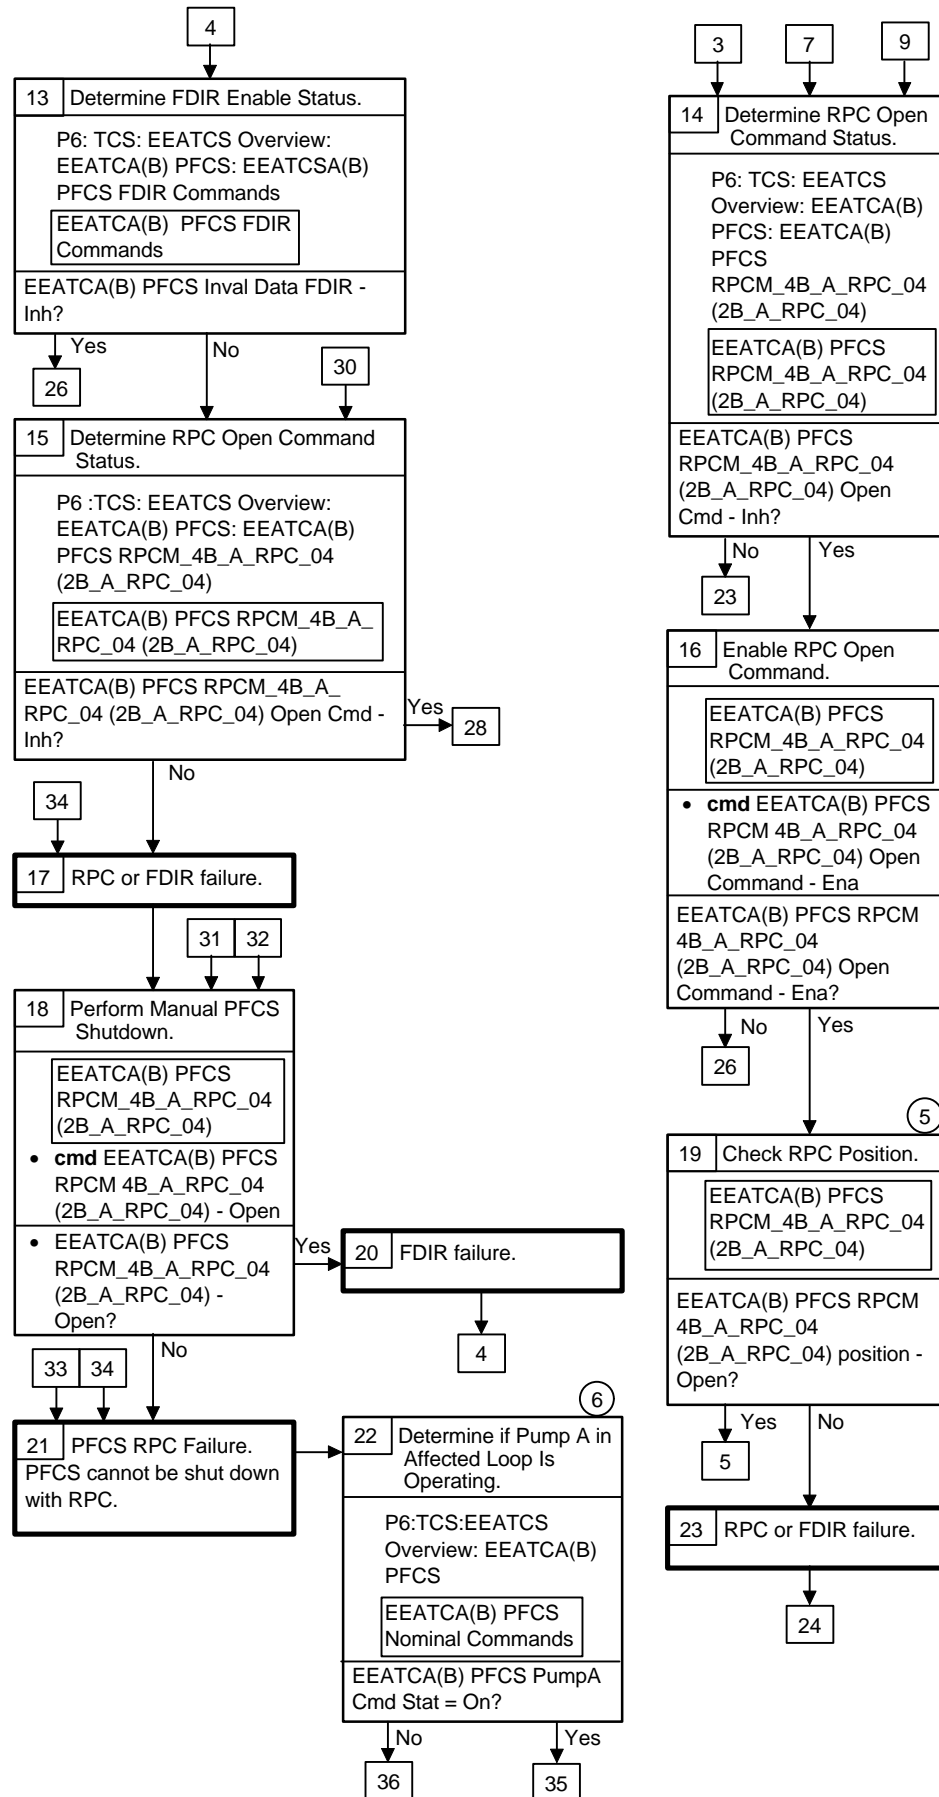 4
13 Determine FDIR Enable Status.
P6: TCS: EEATCS Overview:
EEATCA(B) PFCS: EEATCSA(B)
PFCS FDIR Commands
EEATCA(B)  PFCS FDIR
Commands
EEATCA(B) PFCS Inval Data FDIR -
Inh?
Yes
No
26
30
15 Determine RPC Open Command
Status.
P6 :TCS: EEATCS Overview:
EEATCA(B) PFCS: EEATCA(B)
PFCS RPCM_4B_A_RPC_04
(2B_A_RPC_04)
EEATCA(B) PFCS RPCM_4B_A_
RPC_04 (2B_A_RPC_04)
EEATCA(B) PFCS RPCM_4B_A_
RPC_04 (2B_A_RPC_04) Open Cmd -
Inh?
Yes
28
No
34
17 RPC or FDIR failure.
31 32
18 Perform Manual PFCS
Shutdown.
EEATCA(B) PFCS
RPCM_4B_A_RPC_04
(2B_A_RPC_04)
• cmd EEATCA(B) PFCS
RPCM 4B_A_RPC_04
(2B_A_RPC_04) - Open
• EEATCA(B) PFCS
RPCM_4B_A_RPC_04
(2B_A_RPC_04) -
Open?
Yes
20 FDIR failure.
4
No
33 34
21 PFCS RPC Failure.
PFCS cannot be shut down
with RPC.
6
22 Determine if Pump A in
Affected Loop Is
Operating.
P6:TCS:EEATCS
Overview: EEATCA(B)
PFCS
EEATCA(B) PFCS
Nominal Commands
EEATCA(B) PFCS PumpA
Cmd Stat = On?
No
Yes
36
35
3
7
9
14 Determine RPC Open
Command Status.
P6: TCS: EEATCS
Overview: EEATCA(B)
PFCS: EEATCA(B)
PFCS
RPCM_4B_A_RPC_04
(2B_A_RPC_04)
EEATCA(B) PFCS
RPCM_4B_A_RPC_04
(2B_A_RPC_04)
EEATCA(B) PFCS
RPCM_4B_A_RPC_04
(2B_A_RPC_04) Open
Cmd - Inh?
No
Yes
23
16 Enable RPC Open
Command.
EEATCA(B) PFCS
RPCM_4B_A_RPC_04
(2B_A_RPC_04)
• cmd EEATCA(B) PFCS
RPCM 4B_A_RPC_04
(2B_A_RPC_04) Open
Command - Ena
EEATCA(B) PFCS RPCM
4B_A_RPC_04
(2B_A_RPC_04) Open
Command - Ena?
No
Yes
26
5
19 Check RPC Position.
EEATCA(B) PFCS
RPCM_4B_A_RPC_04
(2B_A_RPC_04)
EEATCA(B) PFCS RPCM
4B_A_RPC_04
(2B_A_RPC_04) position -
Open?
Yes
No
5
23 RPC or FDIR failure.
24